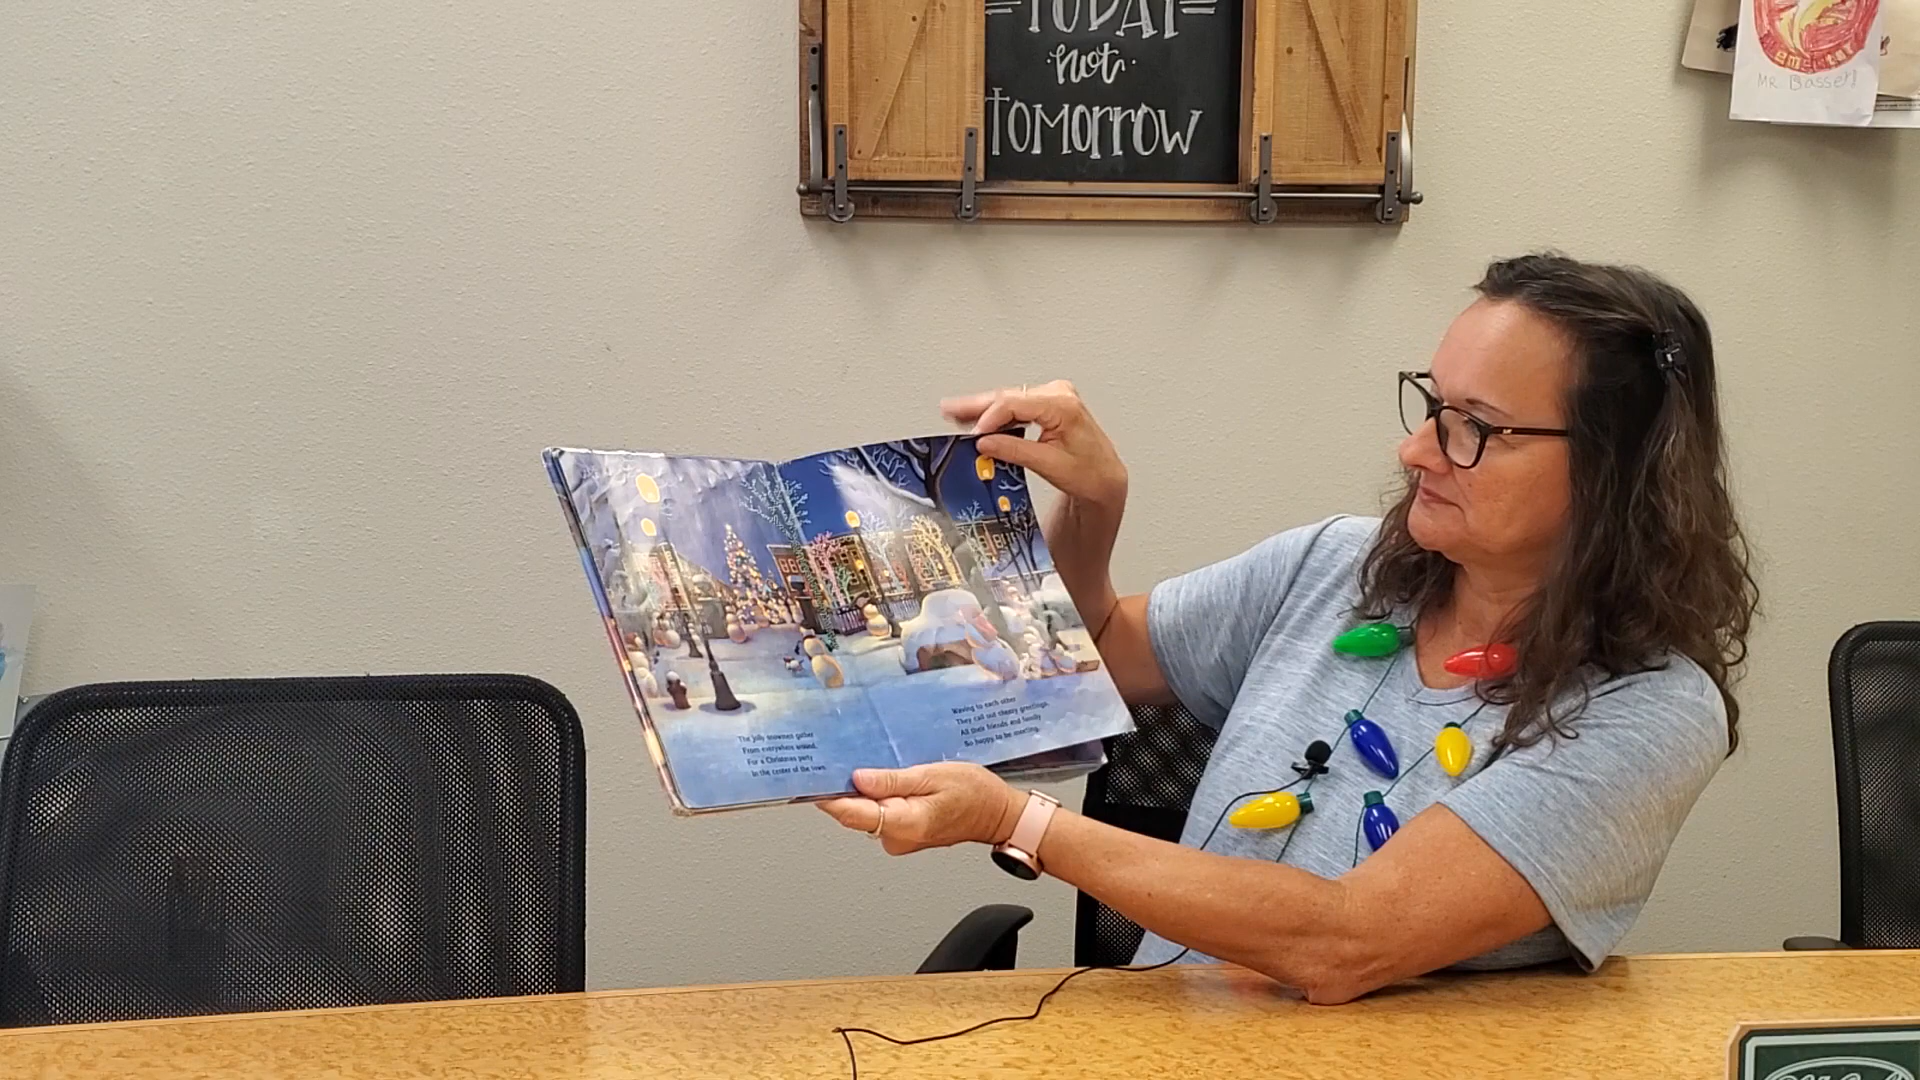 TODAY
not
TOMORROW
MR. Bassett
The jolly snowmen gather
From everywhere around,
For a Christmas party
In the center of the town.
Waving to each other
They call out cheery greetings,
All their friends and family
So happy to be meeting.